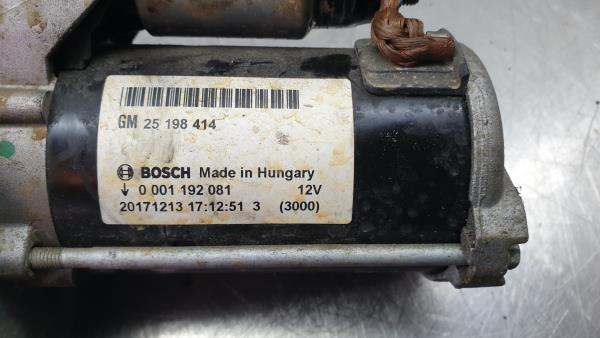 GM 25 198 414
BOSCH Made in Hungary
0 001 192 081 12V
20171213 17:12:51 3 (3000)